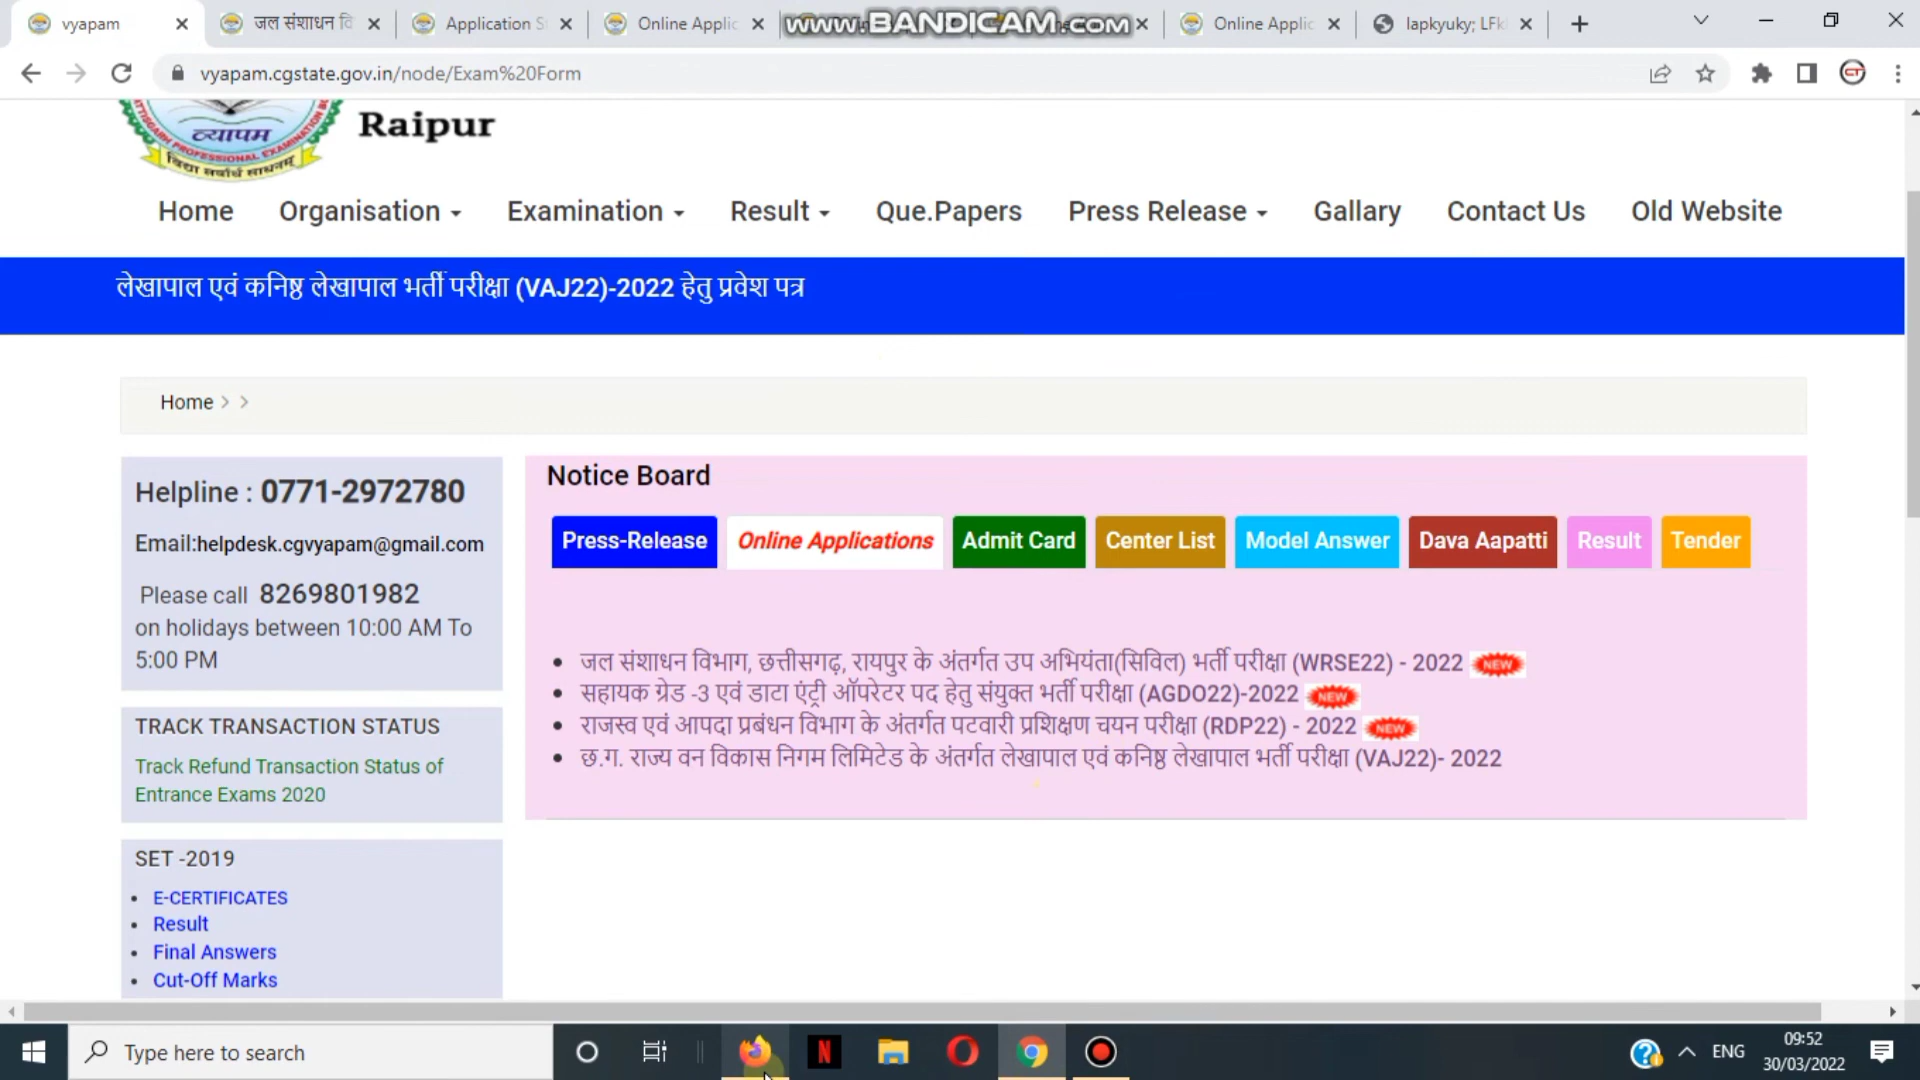 vyapam
जल संशाधन वि
Application S
Online Applic
www.BANDICAM.com
Online Applic
lapkyuky; LFk
vyapam.cgstate.gov.in/node/Exam%20Form
व्यापम
PROFESSIONAL EXAMINATION
विद्या सर्वार्थ साधनम्
Raipur
Home Organisation Examination Result Que.Papers Press Release Gallary Contact Us Old Website
लेखापाल एवं कनिष्ठ लेखापाल भर्ती परीक्षा (VAJ22)-2022 हेतु प्रवेश पत्र
Home > >
Helpline : 0771-2972780
Email:helpdesk.cgvyapam@gmail.com
Please call 8269801982
on holidays between 10:00 AM To
5:00 PM
TRACK TRANSACTION STATUS
Track Refund Transaction Status of
Entrance Exams 2020
SET -2019
• E-CERTIFICATES
• Result
• Final Answers
• Cut-Off Marks
Notice Board
Press-Release Online Applications Admit Card Center List Model Answer Dava Aapatti Result Tender
• जल संशाधन विभाग, छत्तीसगढ़, रायपुर के अंतर्गत उप अभियंता(सिविल) भर्ती परीक्षा (WRSE22) - 2022 NEW
• सहायक ग्रेड -3 एवं डाटा एंट्री ऑपरेटर पद हेतु संयुक्त भर्ती परीक्षा (AGDO22)-2022 NEW
• राजस्व एवं आपदा प्रबंधन विभाग के अंतर्गत पटवारी प्रशिक्षण चयन परीक्षा (RDP22) - 2022 NEW
• छ.ग. राज्य वन विकास निगम लिमिटेड के अंतर्गत लेखापाल एवं कनिष्ठ लेखापाल भर्ती परीक्षा (VAJ22)- 2022
Type here to search
ENG
09:52
30/03/2022